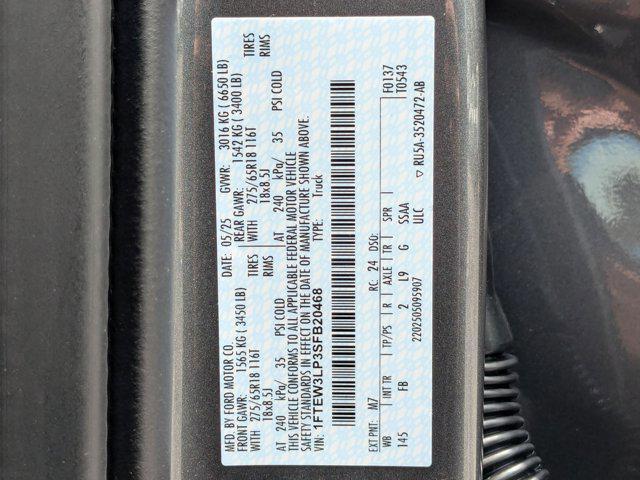 MFD. BY FORD MOTOR CO.
DATE: 05/25 GVWR: 3016 KG ( 6650 LB)
FRONT GAWR: 1565 KG ( 3450 LB) REAR GAWR: 1542 KG ( 3400 LB)
WITH 275/65R18 116T TIRES WITH 275/65R18 116T TIRES
18x8.5J RIMS 18x8.5J RIMS
AT 240 kPa/ 35 PSI COLD AT 240 kPa/ 35 PSI COLD
THIS VEHICLE CONFORMS TO ALL APPLICABLE FEDERAL MOTOR VEHICLE
SAFETY STANDARDS IN EFFECT ON THE DATE OF MANUFACTURE SHOWN ABOVE.
VIN: 1FTEW3LP3SFB20468 TYPE: Truck
F0137
EXT PNT: M7 RC: 24 DSO: T0543
WB INT TR TP/PS R AXLE TR SPR
145 FB 2 L9 G SSAA
2202505095907 ULC
▽ RU5A-3520472-AB